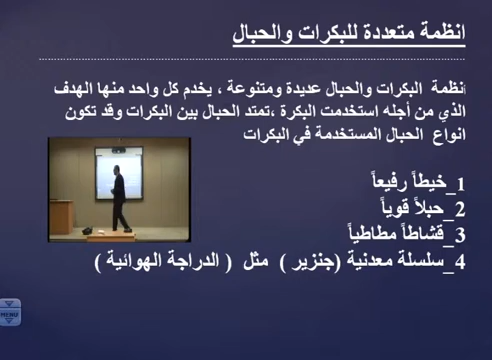 انظمة متعددة للبكرات والحبال
نظمة البكرات والحبال عديدة ومتنوعة ، يخدم كل واحد منها الهدف
الذي من أجله استخدمت البكرة ،تمتد الحبال بين البكرات وقد تكون
انواع الحبال المستخدمة في البكرات
1_خيطاً رفيعاً
2_حبلاً قوياً
3_قشاطاً مطاطياً
4_سلسلة معدنية (جنزير ) مثل ( الدراجة الهوائية )
MENU